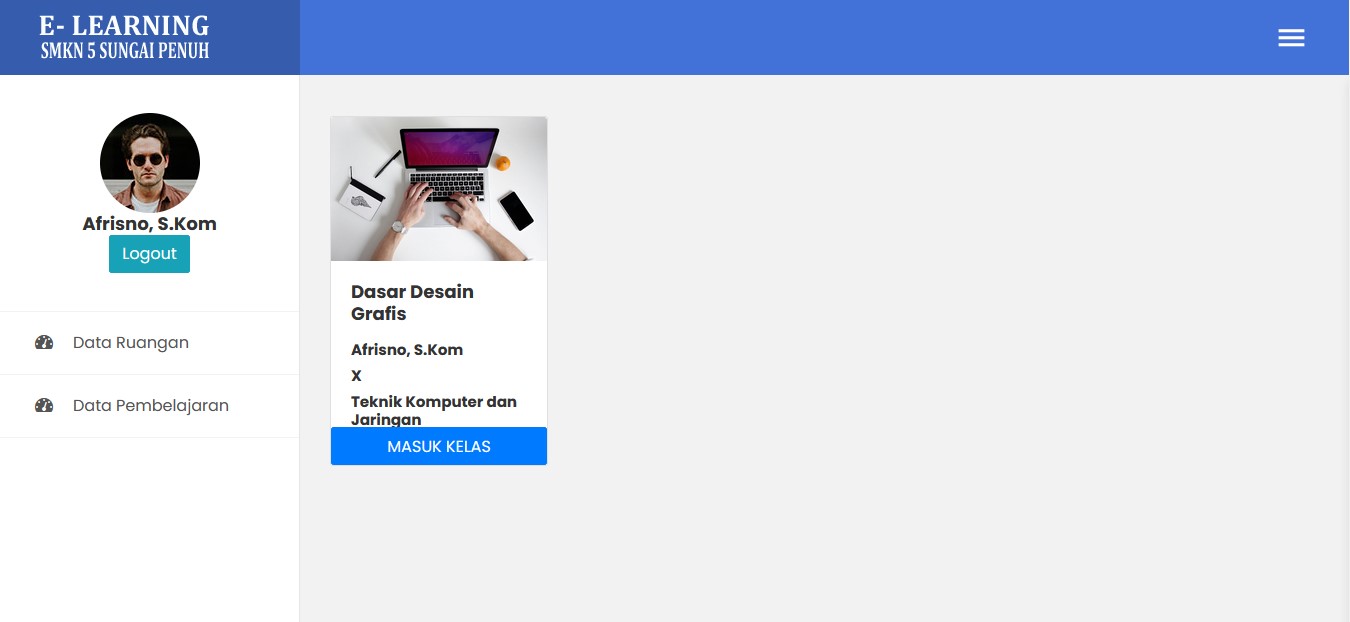 E- LEARNING
SMKN 5 SUNGAI PENUH
Afrisno, S.Kom
Logout
Data Ruangan
Data Pembelajaran
Dasar Desain
Grafis
Afrisno, S.Kom
X
Teknik Komputer dan
Jaringan
MASUK KELAS